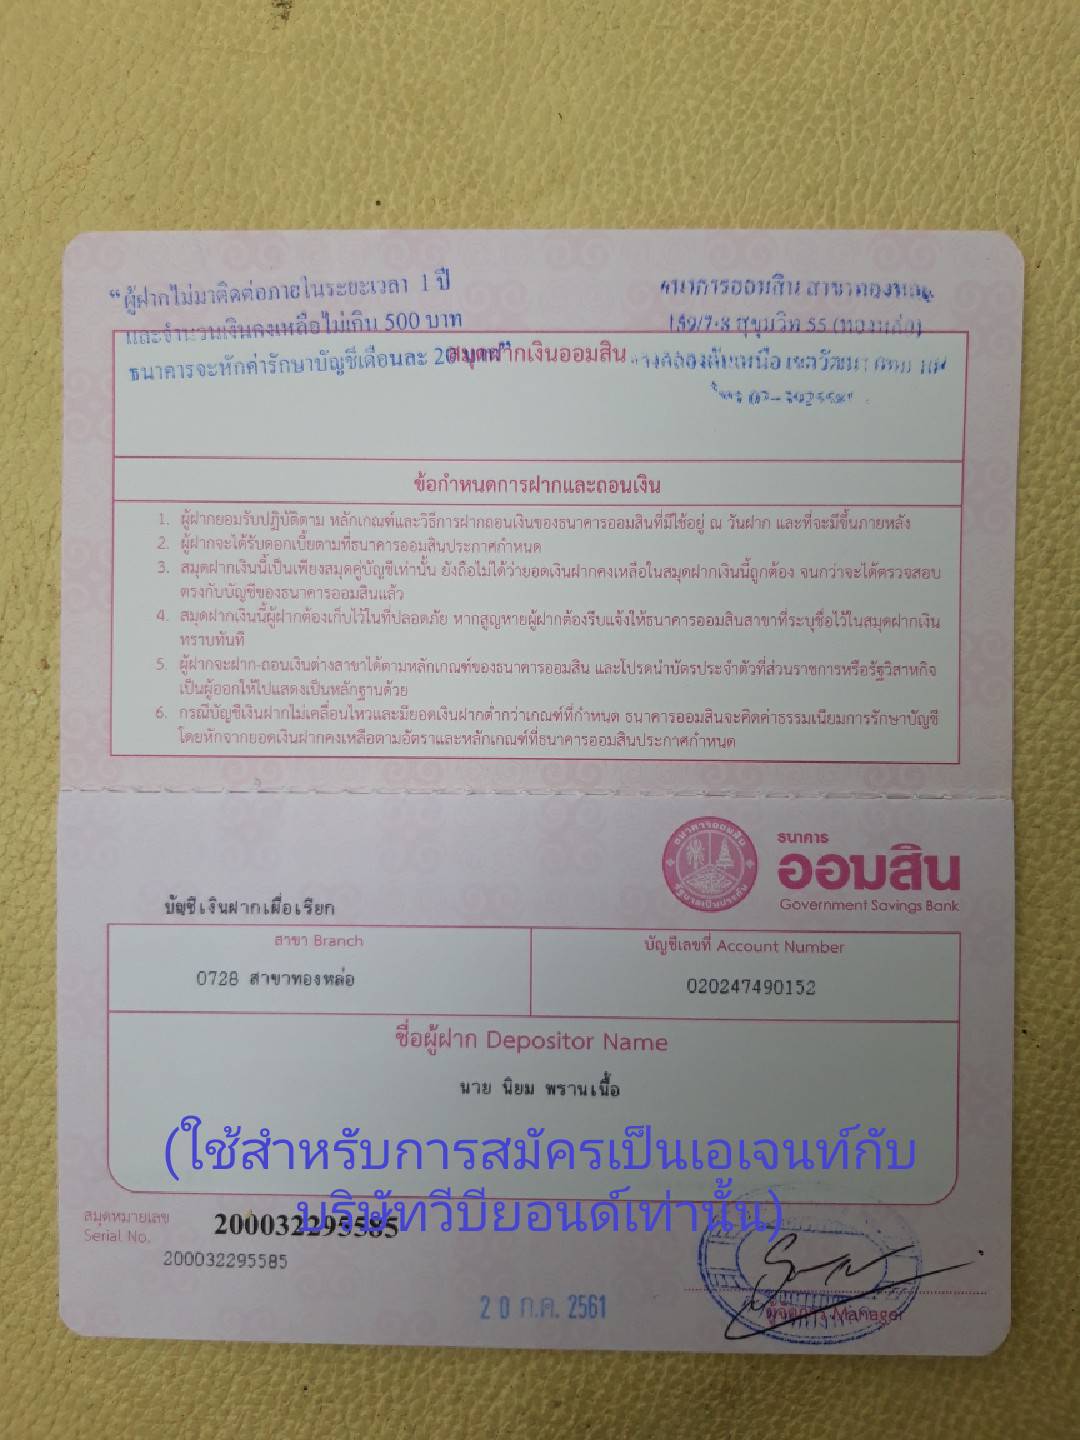 “ผู้ฝากไม่มาติดต่อภายในระยะเวลา 1 ปี
และจำนวนเงินคงเหลือไม่เกิน 500 บาท
ธนาคารจะหักค่ารักษาบัญชีเดือนละ 20 บาท”
ธนาคารออมสิน สาขาทองหล่อ
159/7-8 สุขุมวิท 55 (ทองหล่อ)
สมุดฝากเงินออมสิน
ข้อกำหนดการฝากและถอนเงิน
1. ผู้ฝากยอมรับปฏิบัติตาม หลักเกณฑ์และวิธีการฝากถอนเงินของธนาคารออมสินที่มีใช้อยู่ ณ วันฝาก และที่จะมีขึ้นภายหลัง
2. ผู้ฝากจะได้รับดอกเบี้ยตามที่ธนาคารออมสินประกาศกำหนด
3. สมุดฝากเงินนี้เป็นเพียงสมุดคู่บัญชีเท่านั้น ยังถือไม่ได้ว่ายอดเงินฝากคงเหลือในสมุดฝากเงินนี้ถูกต้อง จนกว่าจะได้ตรวจสอบ
ตรงกับบัญชีของธนาคารออมสินแล้ว
4. สมุดฝากเงินนี้ผู้ฝากต้องเก็บไว้ในที่ปลอดภัย หากสูญหายผู้ฝากต้องรีบแจ้งให้ธนาคารออมสินสาขาที่ระบุชื่อไว้ในสมุดฝากเงิน
ทราบทันที
5. ผู้ฝากจะฝาก-ถอนเงินต่างสาขาได้ตามหลักเกณฑ์ของธนาคารออมสิน และโปรดนำบัตรประจำตัวที่ส่วนราชการหรือรัฐวิสาหกิจ
เป็นผู้ออกให้ไปแสดงเป็นหลักฐานด้วย
6. กรณีบัญชีเงินฝากไม่เคลื่อนไหวและมียอดเงินฝากต่ำกว่าเกณฑ์ที่กำหนด ธนาคารออมสินจะคิดค่าธรรมเนียมการรักษาบัญชี
โดยหักจากยอดเงินฝากคงเหลือตามอัตราและหลักเกณฑ์ที่ธนาคารออมสินประกาศกำหนด
ธนาคารออมสิน
ธนาคาร
ออมสิน
Government Savings Bank
บัญชีเงินฝากเผื่อเรียก
สาขา Branch
บัญชีเลขที่ Account Number
0728 สาขาทองหล่อ
020247490152
ชื่อผู้ฝาก Depositor Name
นาย นิยม พรานเนื้อ
(ใช้สำหรับการสมัครเป็นเอเจนท์กับ
บริษัทวีบียอนด์เท่านั้น)
สมุดหมายเลข
Serial No.
200032295585
200032295585
20 ก.ค. 2561
ผู้จัดการ Manager